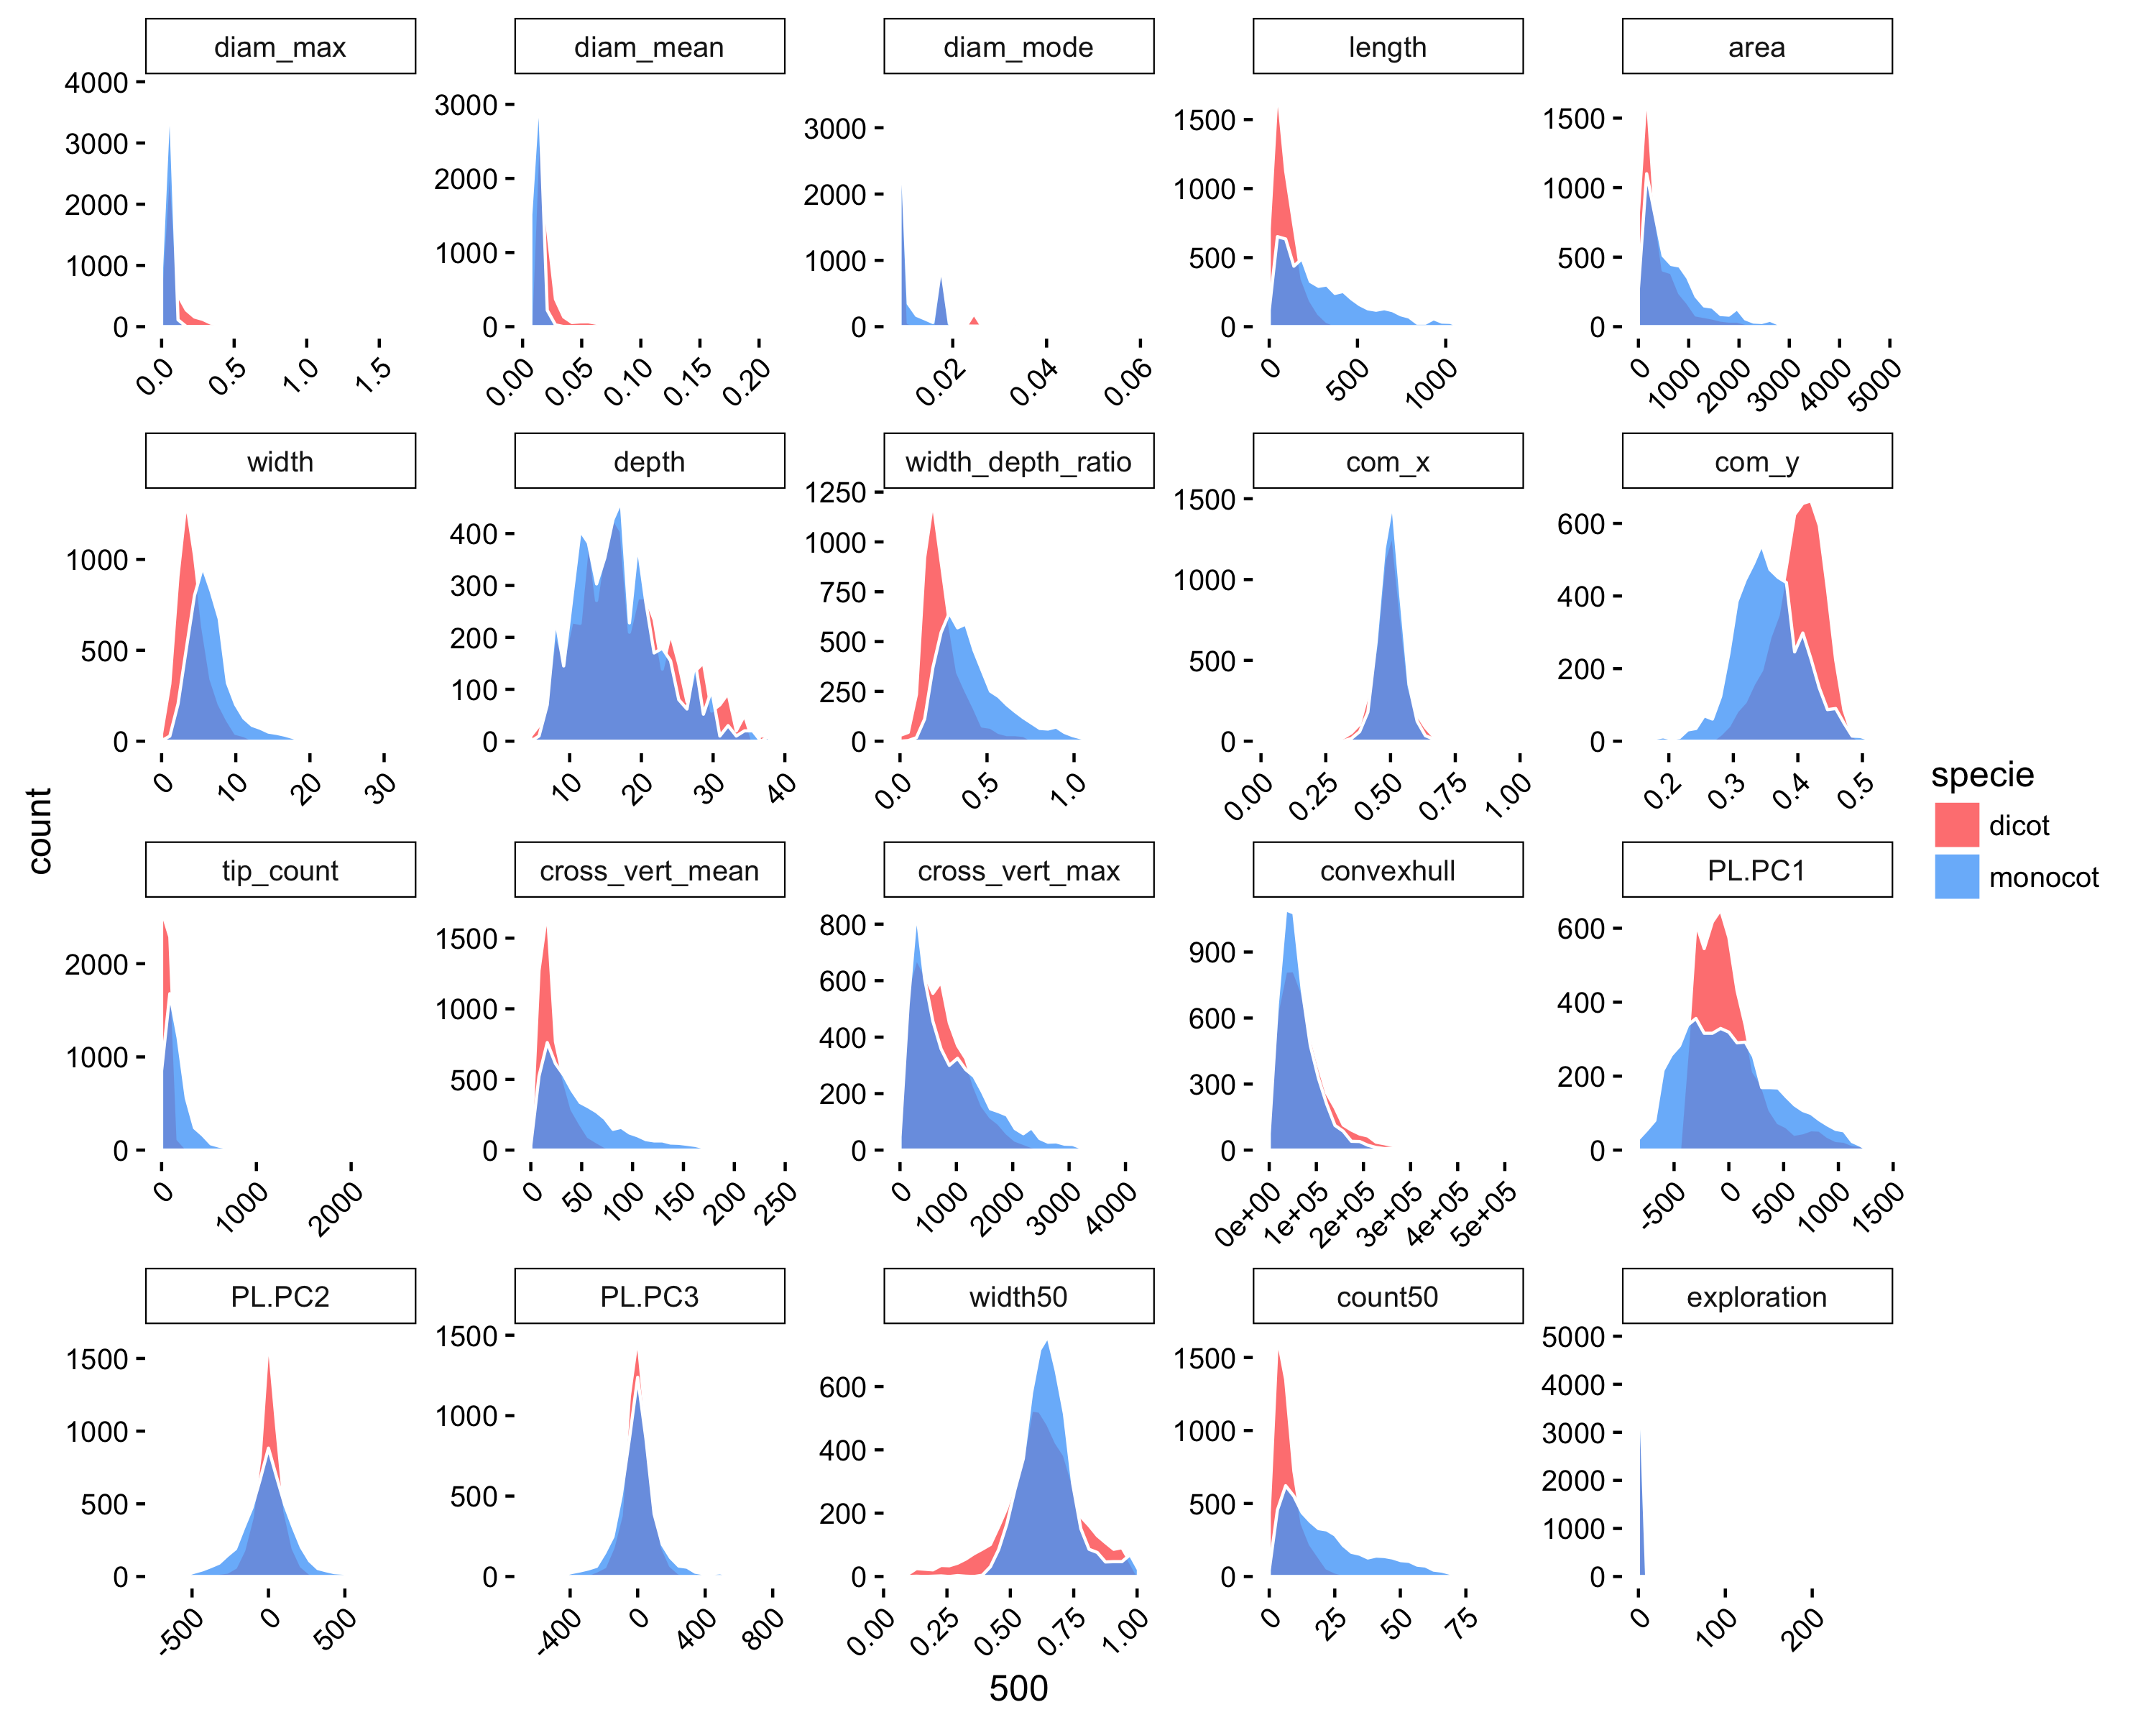 diam_max diam_mean diam_mode length area
4000 3000 2000 1000 0
3000 2000 1000 0
3000 2000 1000 0
1500 1000 500 0
1500 1000 500 0
0.0 0.5 1.0 1.5
0.00 0.05 0.10 0.15 0.20
0.02 0.04 0.06
0 500 1000
0 1000 2000 3000 4000 5000
width depth width_depth_ratio com_x com_y
1000 500 0
400 300 200 100 0
1250 1000 750 500 250 0
1500 1000 500 0
600 400 200 0
0 10 20 30
10 20 30 40
0.0 0.5 1.0
0.00 0.25 0.50 0.75 1.00
0.2 0.3 0.4 0.5
count
specie
dicot
monocot
tip_count cross_vert_mean cross_vert_max convexhull PL.PC1
2000 1000 0
1500 1000 500 0
800 600 400 200 0
900 600 300 0
600 400 200 0
0 1000 2000
0 50 100 150 200 250
0 1000 2000 3000 4000
0e+00 1e+05 2e+05 3e+05 4e+05 5e+05
-500 0 500 1000 1500
PL.PC2 PL.PC3 width50 count50 exploration
1500 1000 500 0
1500 1000 500 0
600 400 200 0
1500 1000 500 0
5000 4000 3000 2000 1000 0
-500 0 500
-400 0 400 800
0.00 0.25 0.50 0.75 1.00
0 25 50 75
0 100 200
500